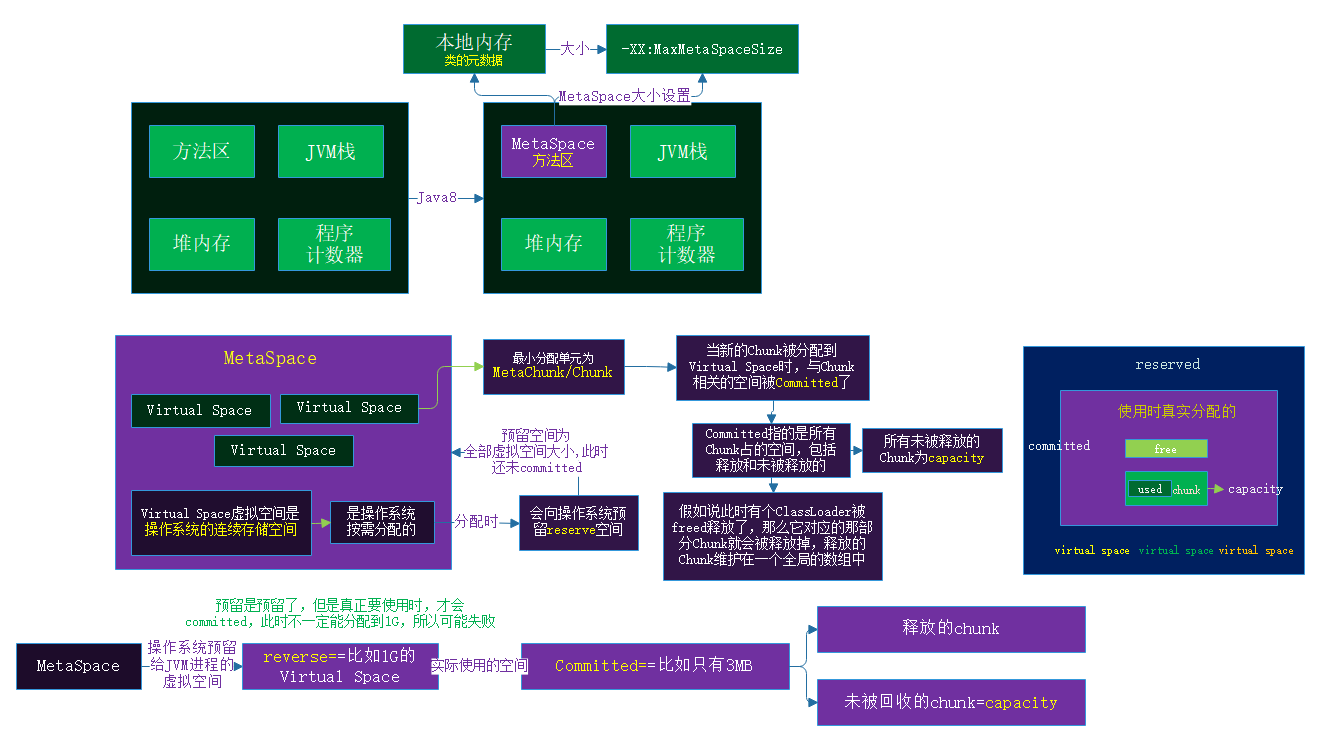 本地内存
类的元数据
大小
-XX:MaxMetaSpaceSize
MetaSpace大小设置
方法区
JVM栈
堆内存
程序
计数器
Java8
MetaSpace
方法区
JVM栈
堆内存
程序
计数器
MetaSpace
Virtual Space
Virtual Space
Virtual Space
Virtual Space虚拟空间是
操作系统的连续存储空间
是操作系统
按需分配的
分配时
会向操作系统预
留reserve空间
预留空间为
全部虚拟空间大小,此时
还未committed
最小分配单元为
MetaChunk/Chunk
当新的Chunk被分配到
Virtual Space时，与Chunk
相关的空间被Committed了
Committed指的是所有
Chunk占的空间，包括
释放和未被释放的
所有未被释放的
Chunk为capacity
假如说此时有个ClassLoader被
freed释放了，那么它对应的那部
分Chunk就会被释放掉，释放的
Chunk维护在一个全局的数组中
reserved
使用时真实分配的
committed
free
used
chunk
capacity
virtual space
virtual space
virtual space
预留是预留了，但是真正要使用时，才会
committed，此时不一定能分配到1G，所以可能失败
MetaSpace
操作系统预留
给JVM进程的
虚拟空间
reverse==比如1G的
Virtual Space
实际使用的空间
Committed==比如只有3MB
释放的chunk
未被回收的chunk=capacity